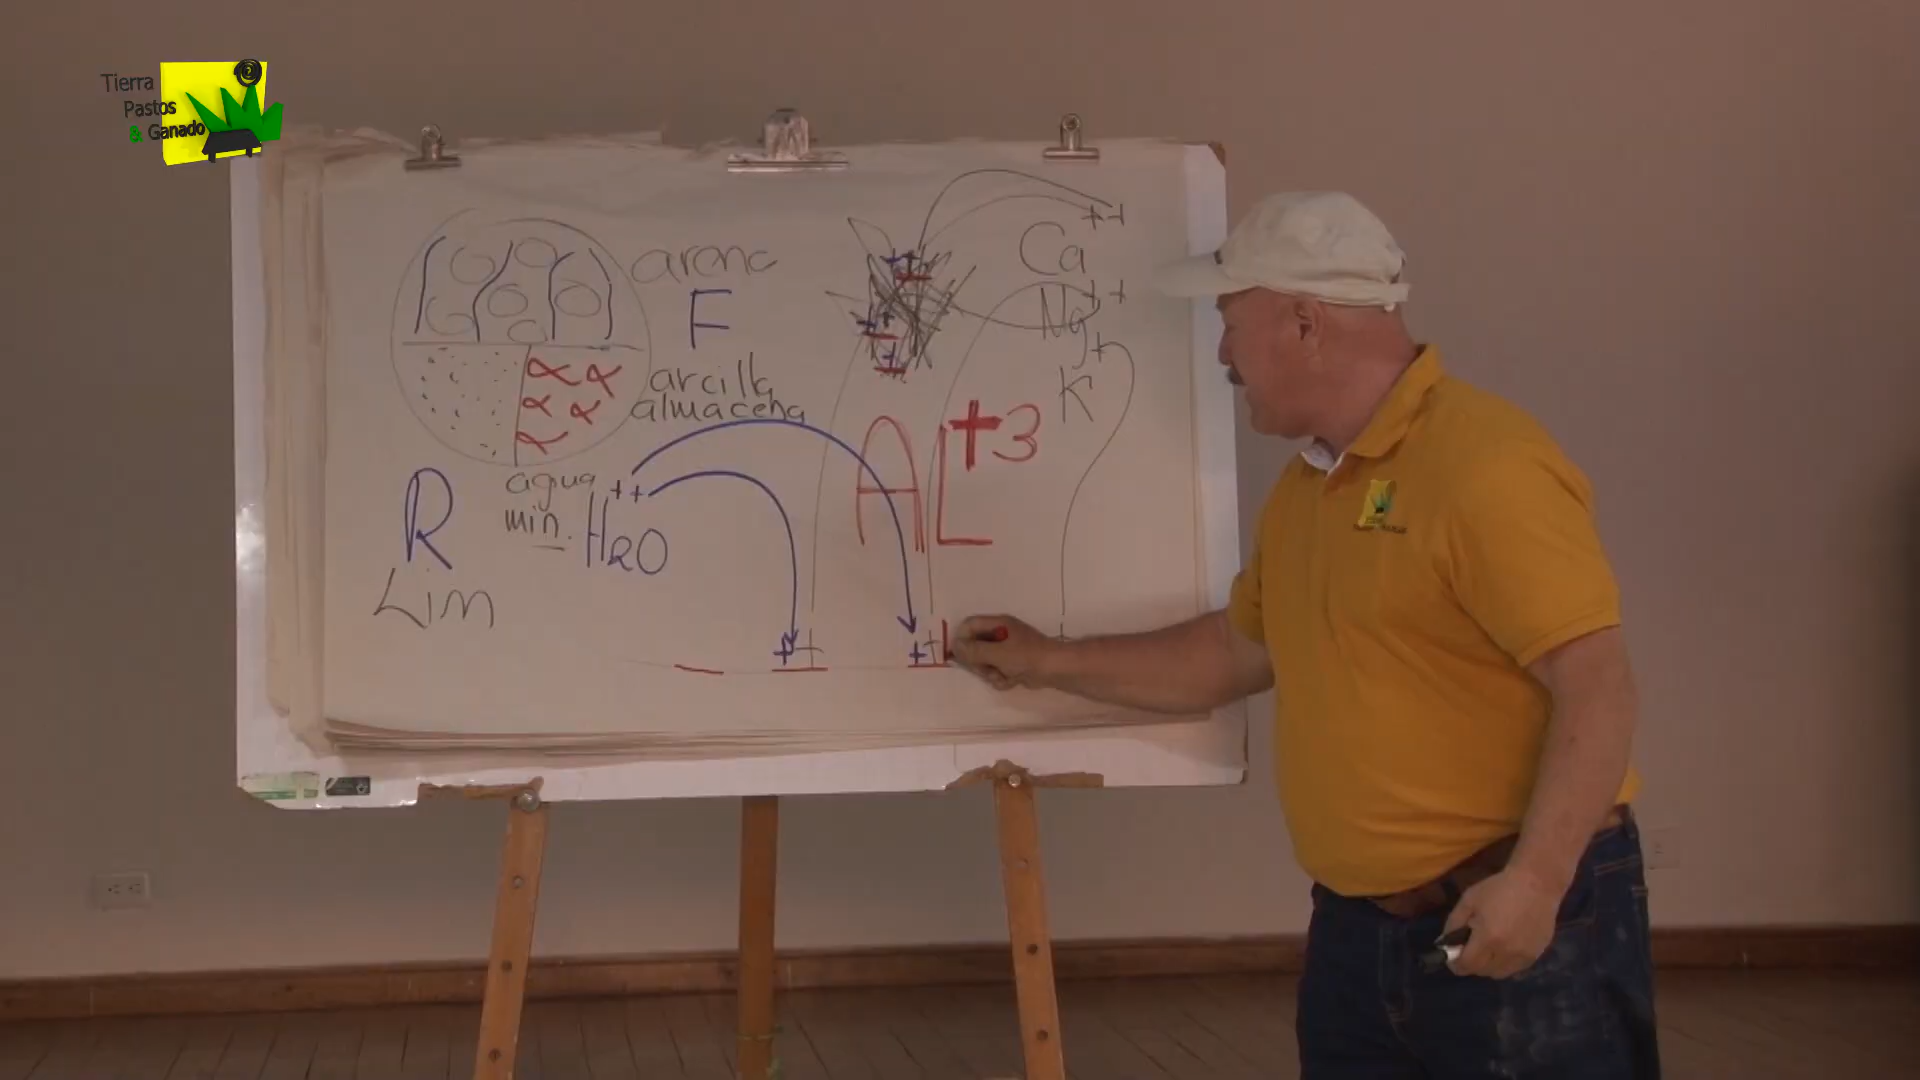 Tierra
Pastos
& Ganado
arena
F
arcilla
almacena
agua
min.
H2O
++
R
Lim
Ca ++
Mg ++
K +
AL +3